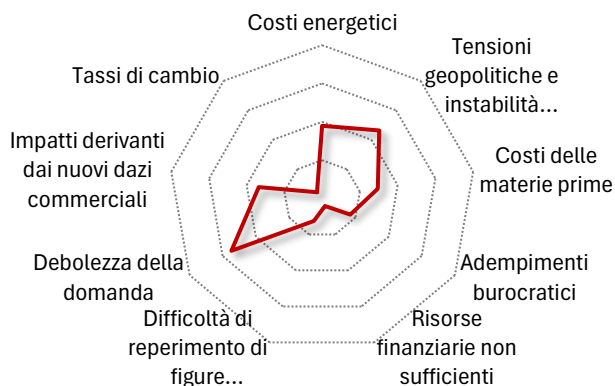 Costi energetici
Tensioni
geopolitiche e
instabilità...
Costi delle
materie prime
Adempimenti
burocratici
Risorse
finanziarie non
sufficienti
Difficoltà di
reperimento di
figure...
Debolezza della
domanda
Impatti derivanti
dai nuovi dazi
commerciali
Tassi di cambio